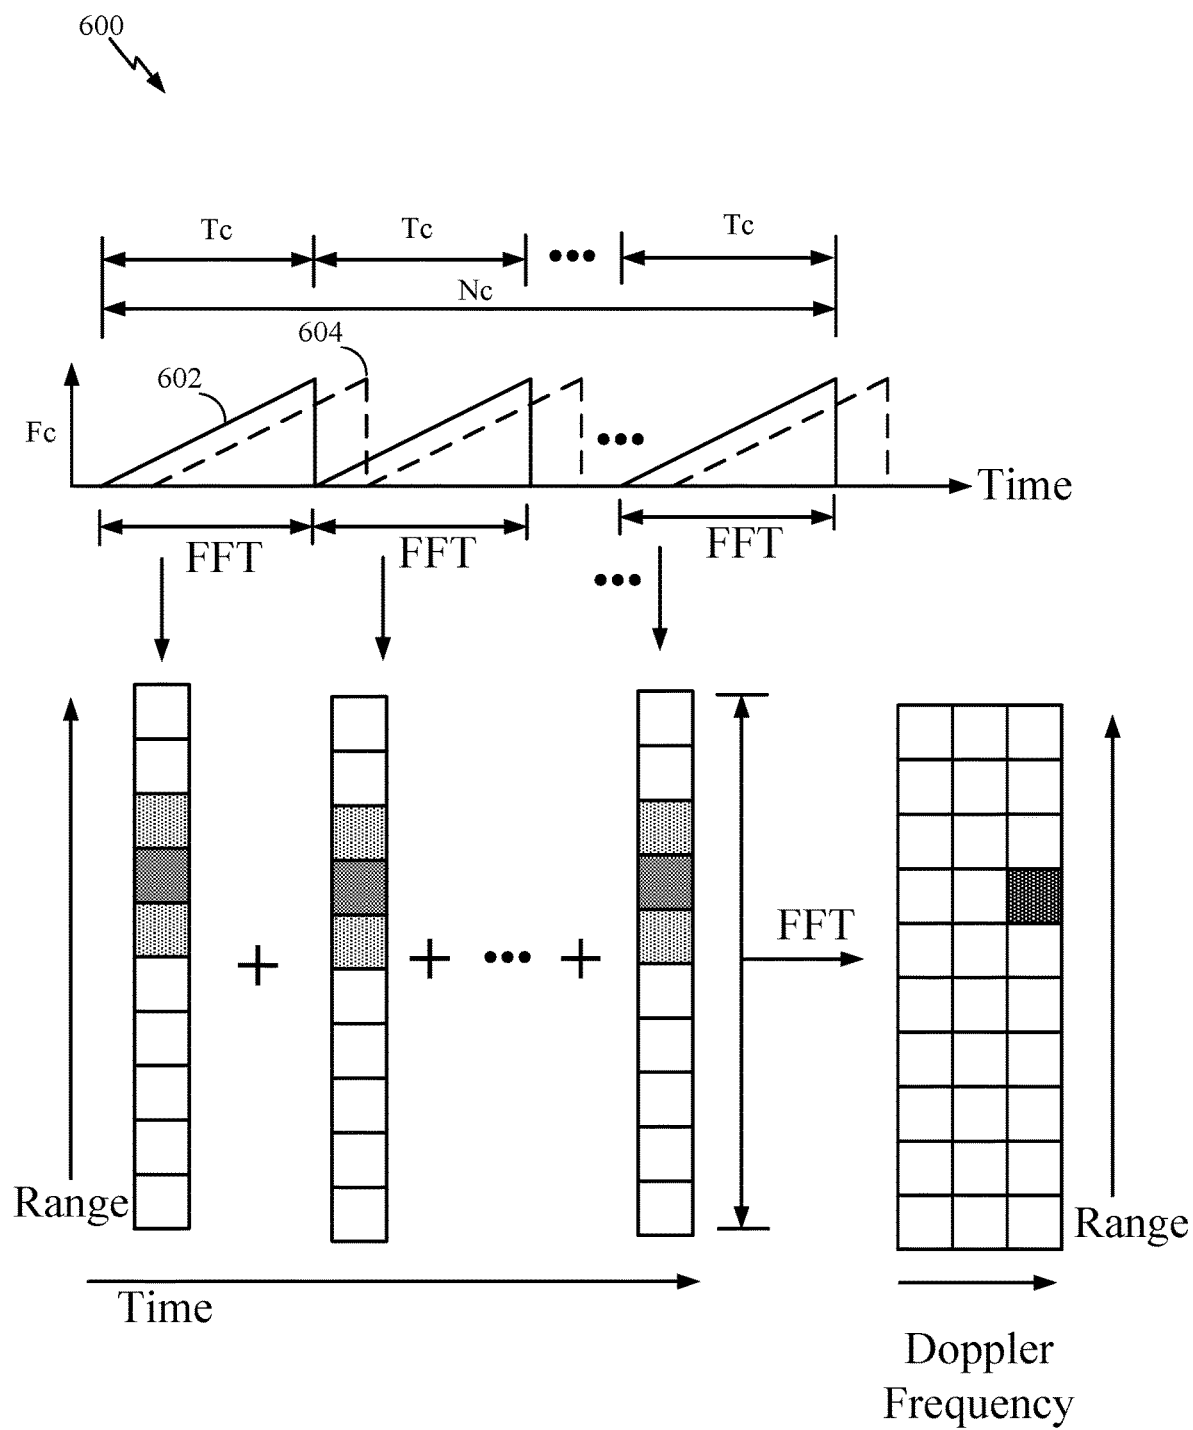 600
Tc
Tc
Tc
Nc
604
602
Fc
Time
FFT
FFT
FFT
FFT
Range
Range
Time
Doppler
Frequency